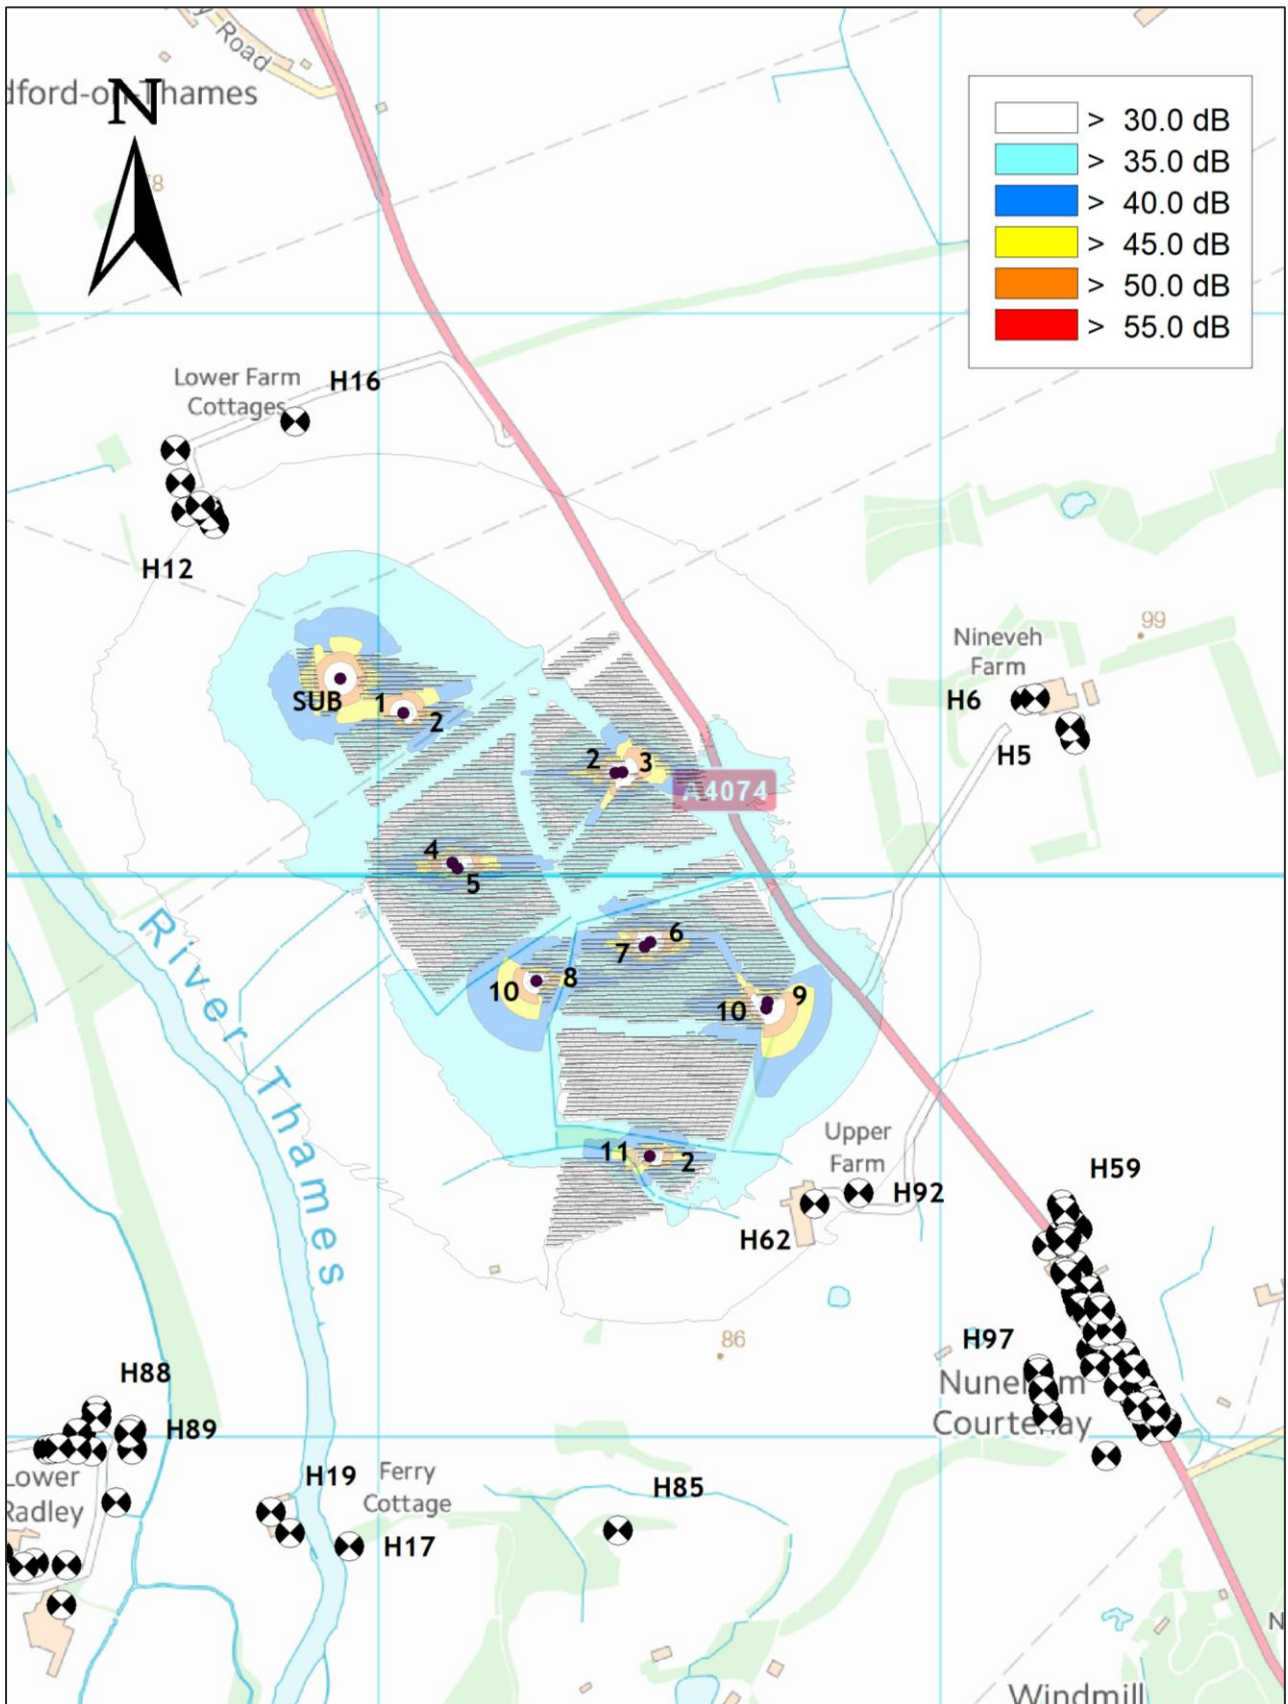 Road
dford-on-Thames
N
> 30.0 dB
> 35.0 dB
> 40.0 dB
> 45.0 dB
> 50.0 dB
> 55.0 dB
Lower Farm
Cottages
H16
H12
99
Nineveh
Farm
H6
H5
SUB
1
2
2
3
A4074
4
5
6
7
8
10
9
10
River Thames
11
2
Upper
Farm
H92
H62
H59
86
H97
Nuneham
Courtenay
H88
H89
Lower
Radley
H19
Ferry
Cottage
H17
H85
N
Windmill